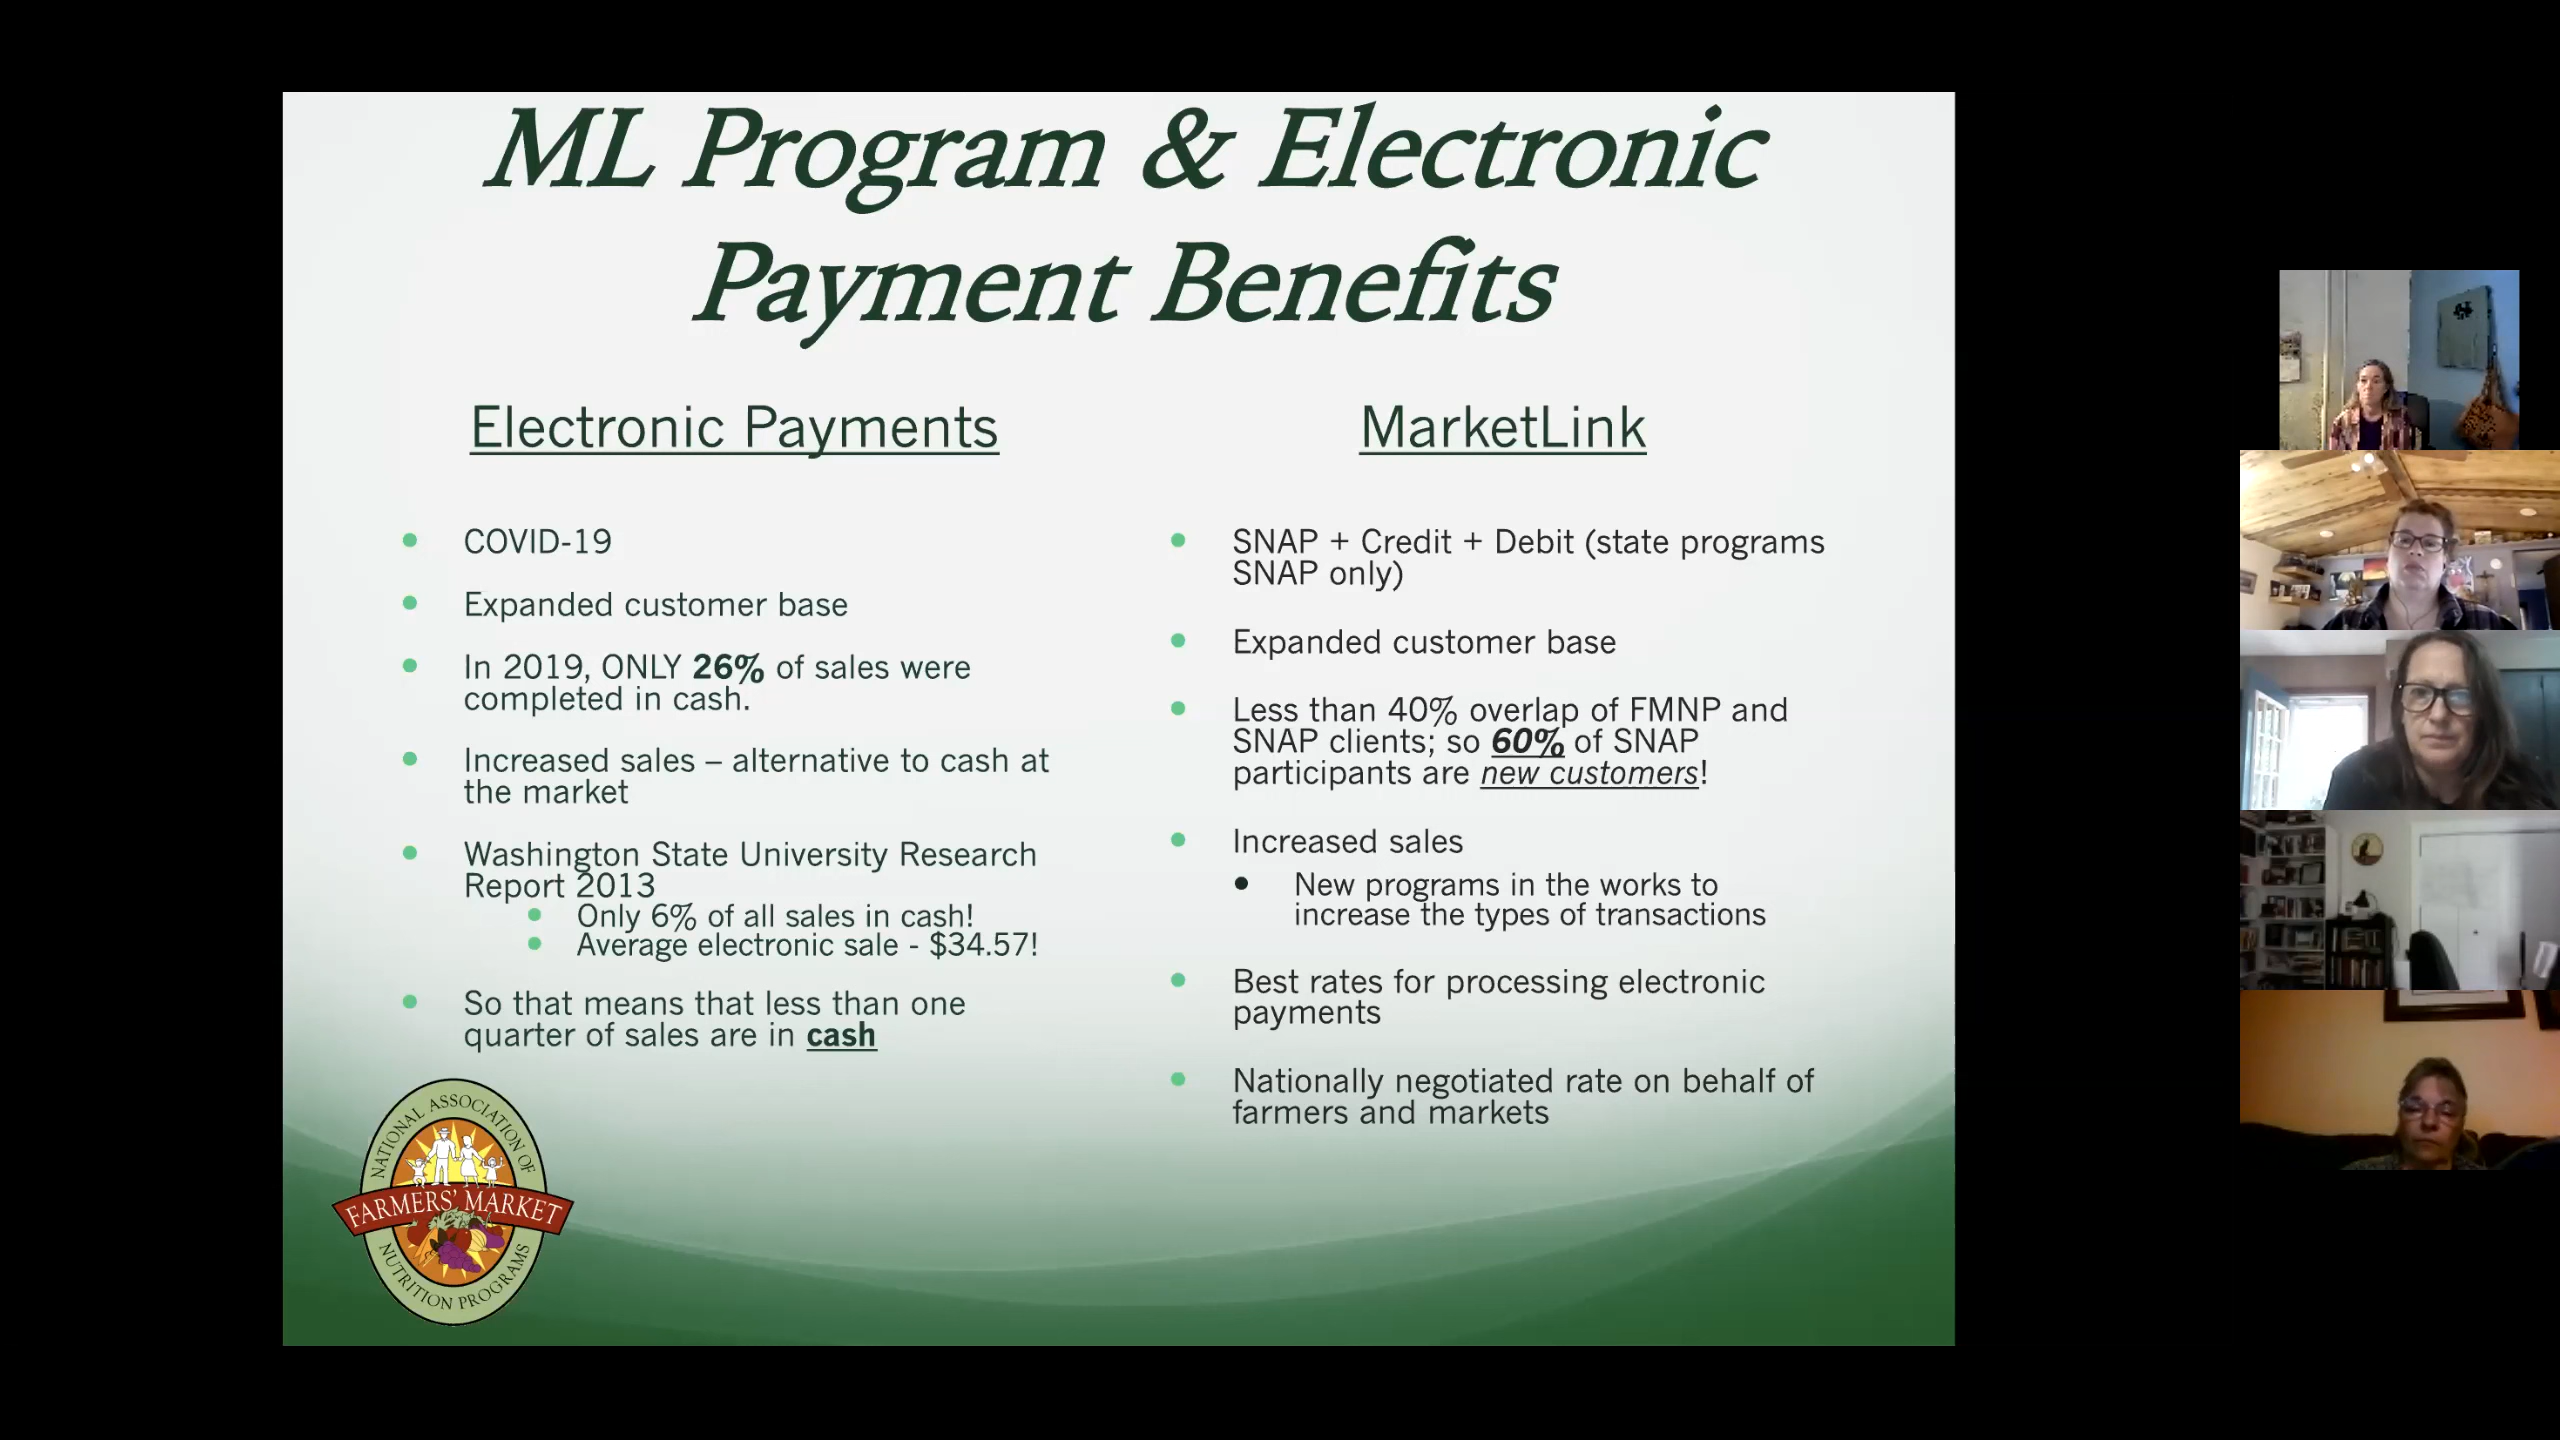 ML Program & Electronic
Payment Benefits
Electronic Payments
COVID-19
Expanded customer base
In 2019, ONLY 26% of sales were
completed in cash.
Increased sales – alternative to cash at
the market
Washington State University Research
Report 2013
Only 6% of all sales in cash!
Average electronic sale - $34.57!
So that means that less than one
quarter of sales are in cash
MarketLink
SNAP + Credit + Debit (state programs
SNAP only)
Expanded customer base
Less than 40% overlap of FMNP and
SNAP clients; so 60% of SNAP
participants are new customers!
Increased sales
New programs in the works to
increase the types of transactions
Best rates for processing electronic
payments
Nationally negotiated rate on behalf of
farmers and markets
NATIONAL ASSOCIATION OF
FARMERS' MARKET
NUTRITION PROGRAMS